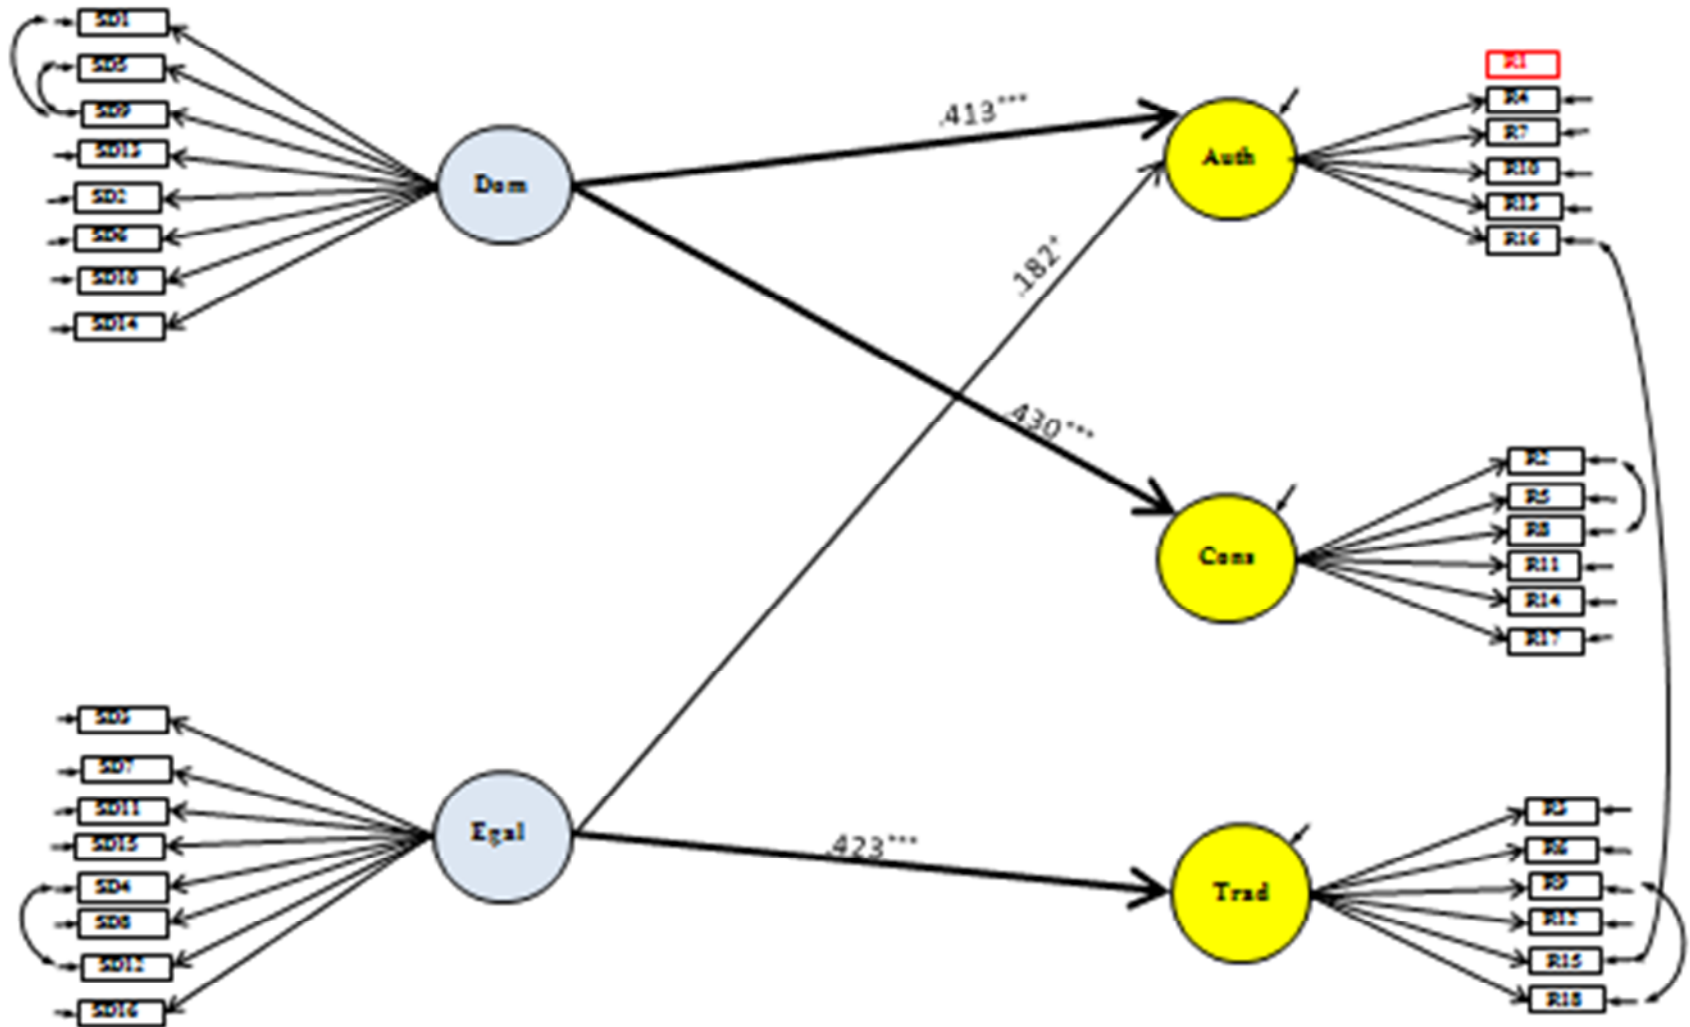 SD1
SD5
SD9
SD13
SD2
SD6
SD10
SD14
Dom
.413***
.182*
.430***
Auth
R1
R4
R7
R10
R13
R16
Cons
R2
R5
R8
R11
R14
R17
SD3
SD7
SD11
SD15
SD4
SD8
SD12
SD16
Egal
.423***
Trad
R3
R6
R9
R12
R15
R18